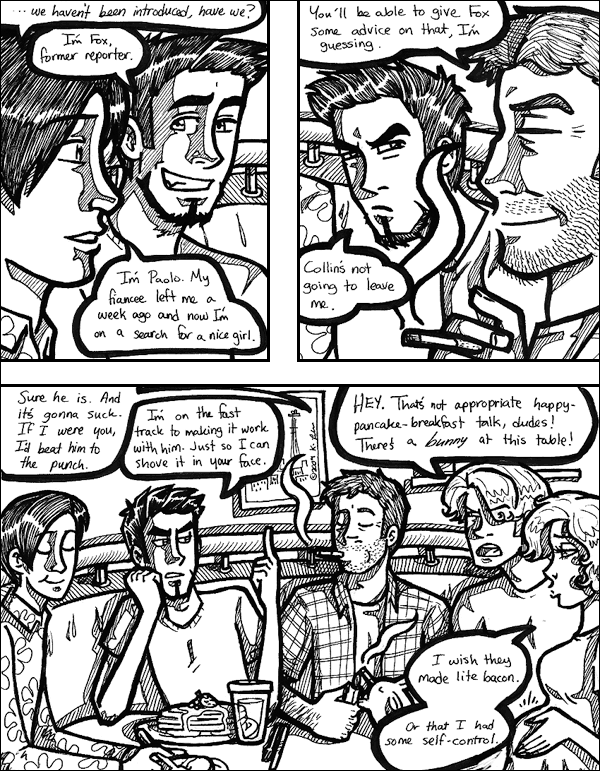 ... we haven't been introduced, have we?
I'm Fox,
former reporter.
I'm Paolo. My
fiancee left me a
week ago and now I'm
on a search for a nice girl.
You'll be able to give Fox
some advice on that, I'm
guessing.
Collin's not
going to leave
me.
Sure he is. And
it's gonna suck.
If I were you,
I'd beat him to
the punch.
I'm on the fast
track to making it work
with him. Just so I can
shove it in your face.
HEY. That's not appropriate happy-
pancake-breakfast talk, dudes!
There's a bunny at this table!
I wish they
made lite bacon.
Or that I had
some self-control.